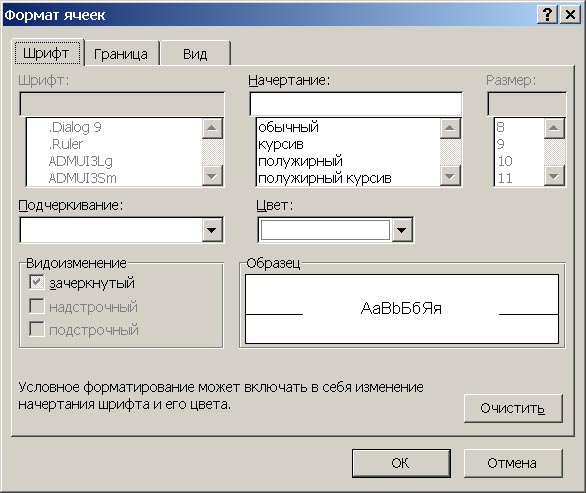 Формат ячеек
Шрифт Граница Вид
Шрифт: Начертание: Размер:
.Dialog 9 обычный 8
.Ruler курсив 9
ADMUI3Lg полужирный 10
ADMUI3Sm полужирный курсив 11
Подчеркивание: Цвет:
Видоизменение Образец
зачеркнутый
надстрочный
подстрочный
АаВbБбЯя
Условное форматирование может включать в себя изменение
начертания шрифта и его цвета.
Очистить
ОК Отмена